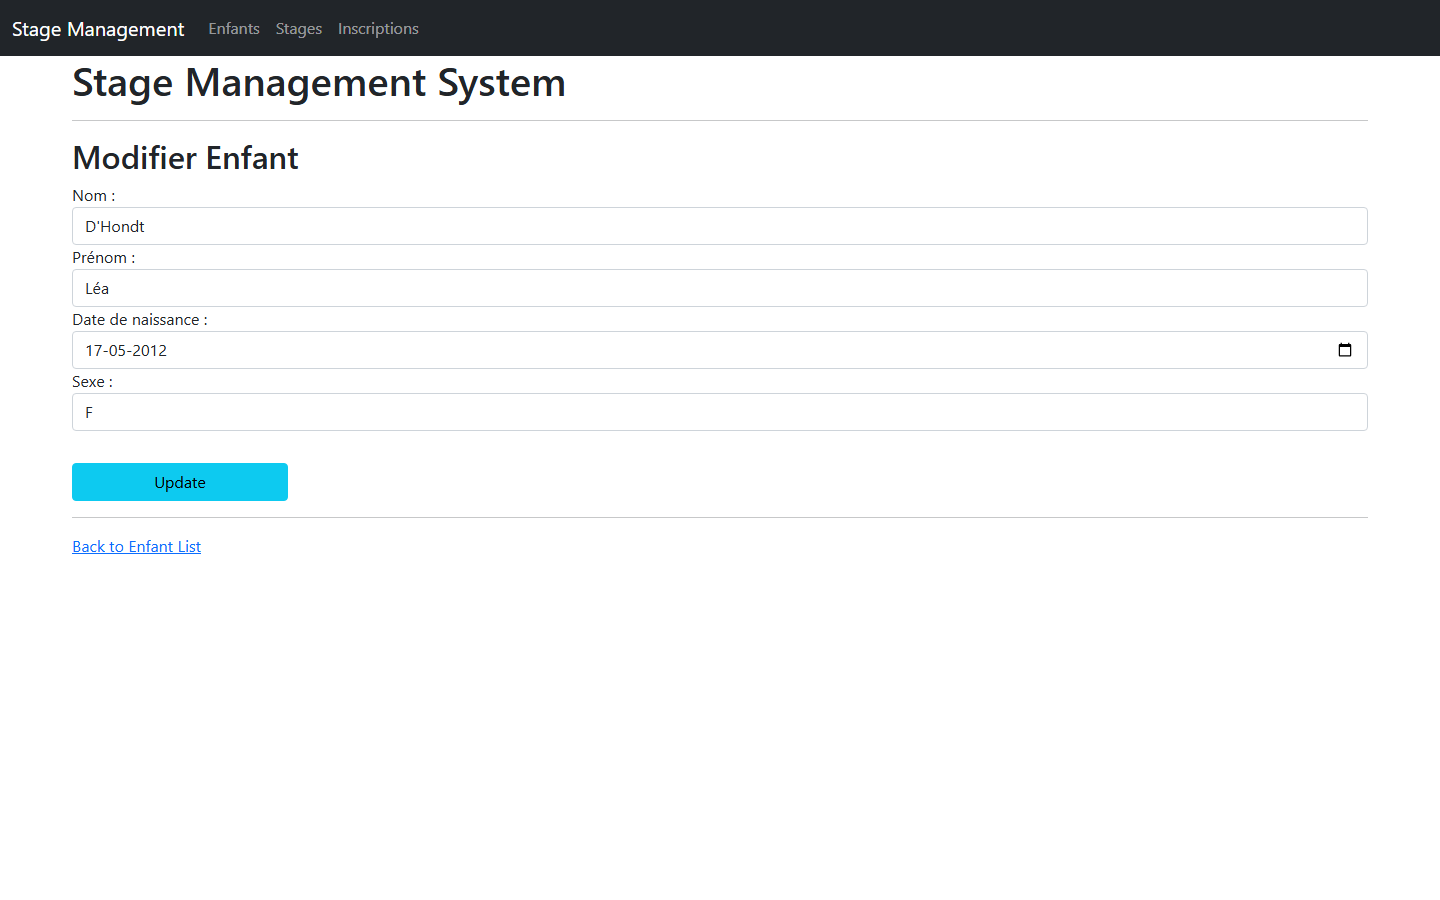 Stage Management Enfants Stages Inscriptions
Stage Management System
Modifier Enfant
Nom :
D'Hondt
Prénom :
Léa
Date de naissance :
17-05-2012
Sexe :
F
Update
Back to Enfant List